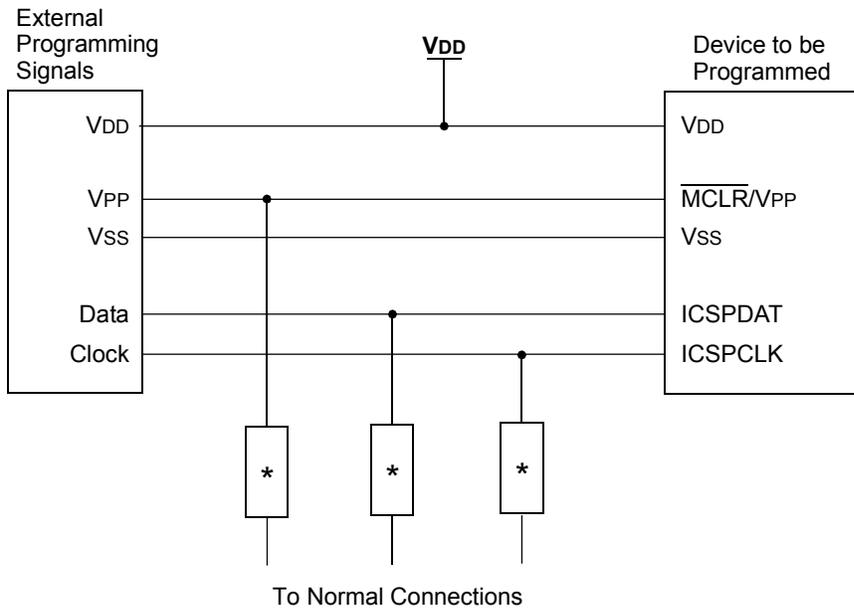 External
Programming
Signals
VDD
Device to be
Programmed
VDD
VDD
VPP
MCLR/VPP
VSS
VSS
Data
ICSPDAT
Clock
ICSPCLK
*
*
*
To Normal Connections